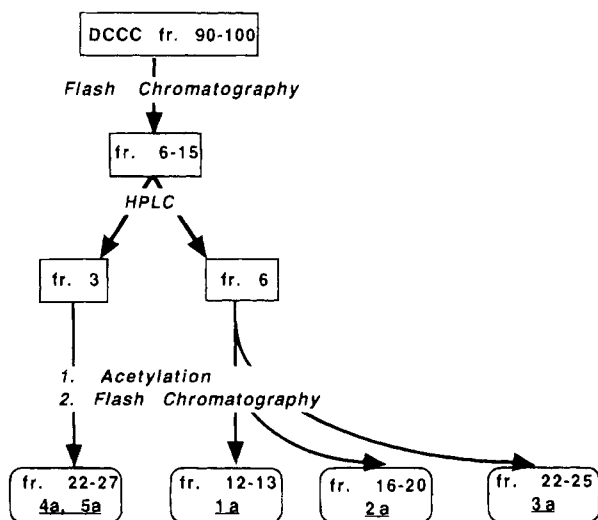 DCCC fr. 90-100
Flash Chromatography
fr. 6-15
HPLC
fr. 3
fr. 6
1. Acetylation
2. Flash Chromatography
fr. 22-27
4a, 5a
fr. 12-13
1a
fr. 16-20
2a
fr. 22-25
3a